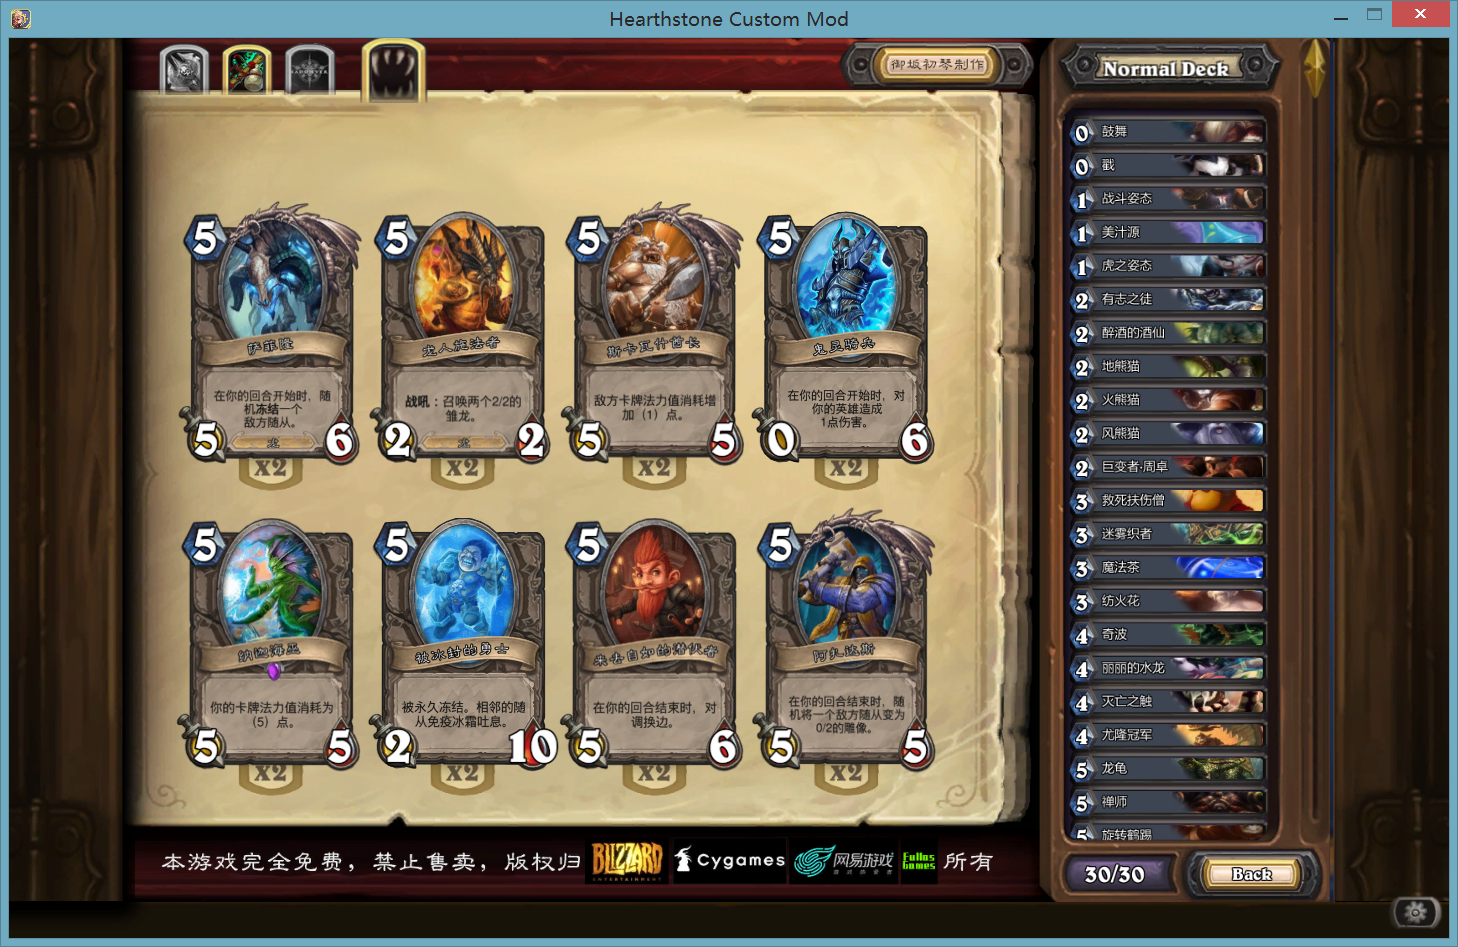 Hearthstone Custom Mod
御坂初琴制作
Normal Deck
5
萨菲隆
在你的回合开始时，随
机冻结一个
敌方随从。
5
龙
6
x2
5
龙人施法者
战吼：召唤两个2/2的
雏龙。
2
龙
2
x2
5
斯卡瓦什酋长
敌方卡牌法力值消耗增
加（1）点。
5
5
x2
5
鬼灵骑兵
在你的回合开始时，对
你的英雄造成
1点伤害。
0
6
x2
5
纳迦海巫
你的卡牌法力值消耗为
（5）点。
5
5
x2
5
被冰封的勇士
被永久冻结。相邻的随
从免疫冰霜吐息。
2
10
x2
5
来去自如的潜伏者
在你的回合结束时，对
调换边。
5
6
x2
5
阿扎达斯
在你的回合结束时，随
机将一个敌方随从变为
0/2的雕像。
5
5
x2
0 鼓舞
0 戳
1 战斗姿态
1 美汁源
1 虎之姿态
2 有志之徒
2 醉酒的酒仙
2 地熊猫
2 火熊猫
2 风熊猫
2 巨变者·周卓
3 救死扶伤僧
3 迷雾织者
3 魔法茶
3 纺火花
4 奇波
4 丽丽的水龙
4 灭亡之触
4 尤隆冠军
5 龙龟
5 禅师
5 旋转鹤踢
30/30
Back
本游戏完全免费，禁止售卖，版权归 BLIZZARD ENTERTAINMENT Cygames 网易游戏 FullasGames 所有